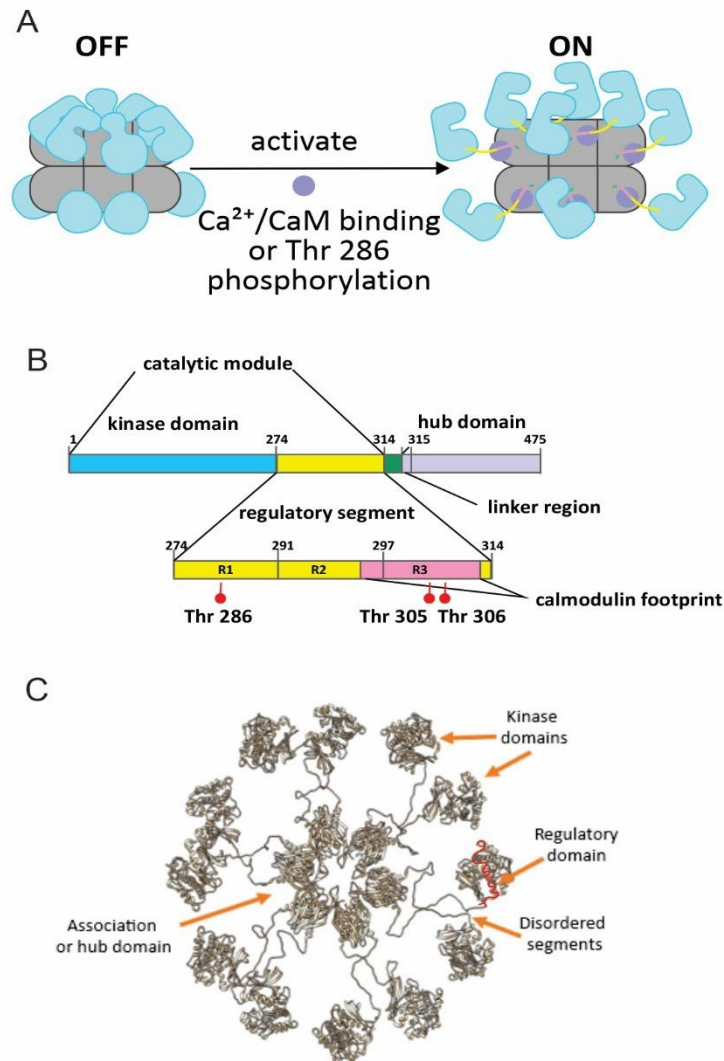 A
OFF
ON
activate
Ca²⁺/CaM binding
or Thr 286
phosphorylation
B
catalytic module
kinase domain
hub domain
1
274
314
315
475
linker region
regulatory segment
274
291
297
314
R1
R2
R3
Thr 286
Thr 305
Thr 306
calmodulin footprint
C
Kinase
domains
Regulatory
domain
Association
or hub domain
Disordered
segments